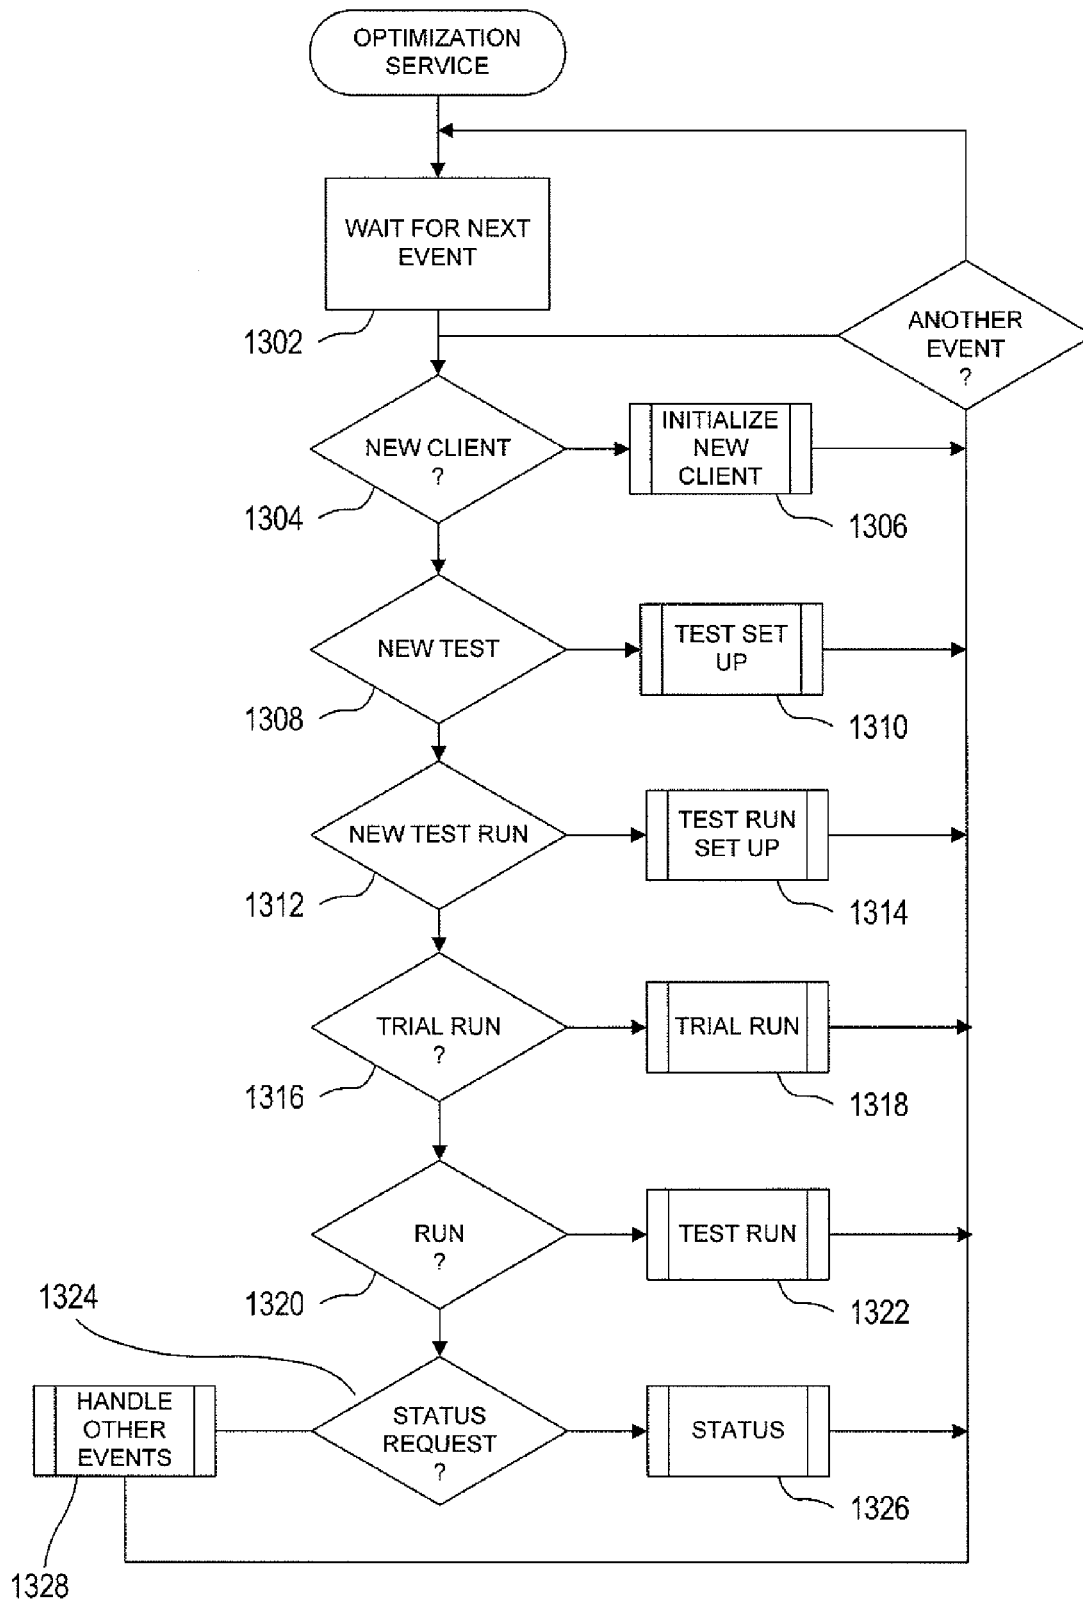 OPTIMIZATION
SERVICE
WAIT FOR NEXT
EVENT
1302
ANOTHER
EVENT
?
NEW CLIENT
?
1304
INITIALIZE
NEW
CLIENT
1306
NEW TEST
1308
TEST SET
UP
1310
NEW TEST RUN
1312
TEST RUN
SET UP
1314
TRIAL RUN
?
1316
TRIAL RUN
1318
RUN
?
1320
TEST RUN
1322
1324
HANDLE
OTHER
EVENTS
1328
STATUS
REQUEST
?
STATUS
1326